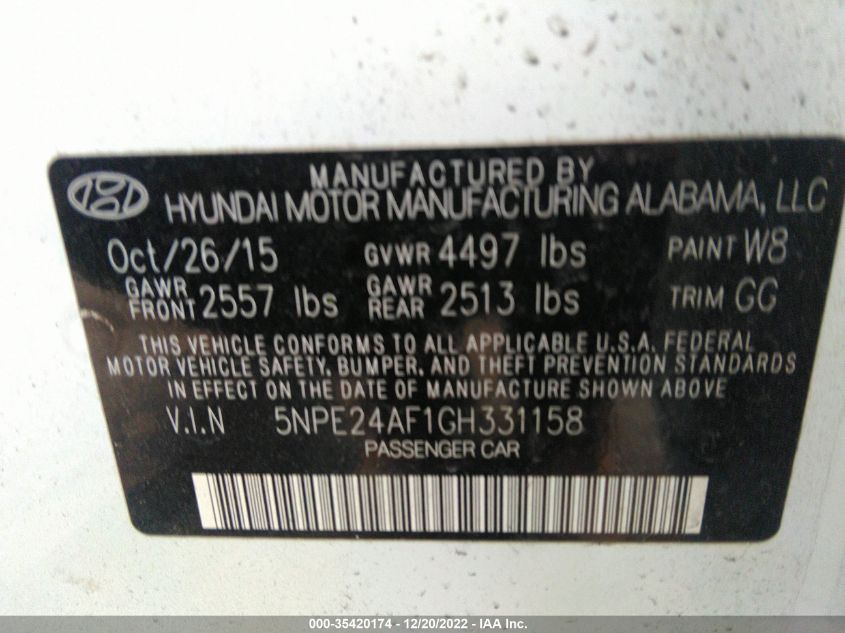 MANUFACTURED BY
HYUNDAI MOTOR MANUFACTURING ALABAMA, LLC
Oct/26/15 GVWR 4497 lbs PAINT W8
GAWR FRONT 2557 lbs GAWR REAR 2513 lbs TRIM GG
THIS VEHICLE CONFORMS TO ALL APPLICABLE U.S.A. FEDERAL
MOTOR VEHICLE SAFETY, BUMPER, AND THEFT PREVENTION STANDARDS
IN EFFECT ON THE DATE OF MANUFACTURE SHOWN ABOVE
V.I.N 5NPE24AF1GH331158
PASSENGER CAR
000-35420174 - 12/20/2022 - IAA Inc.